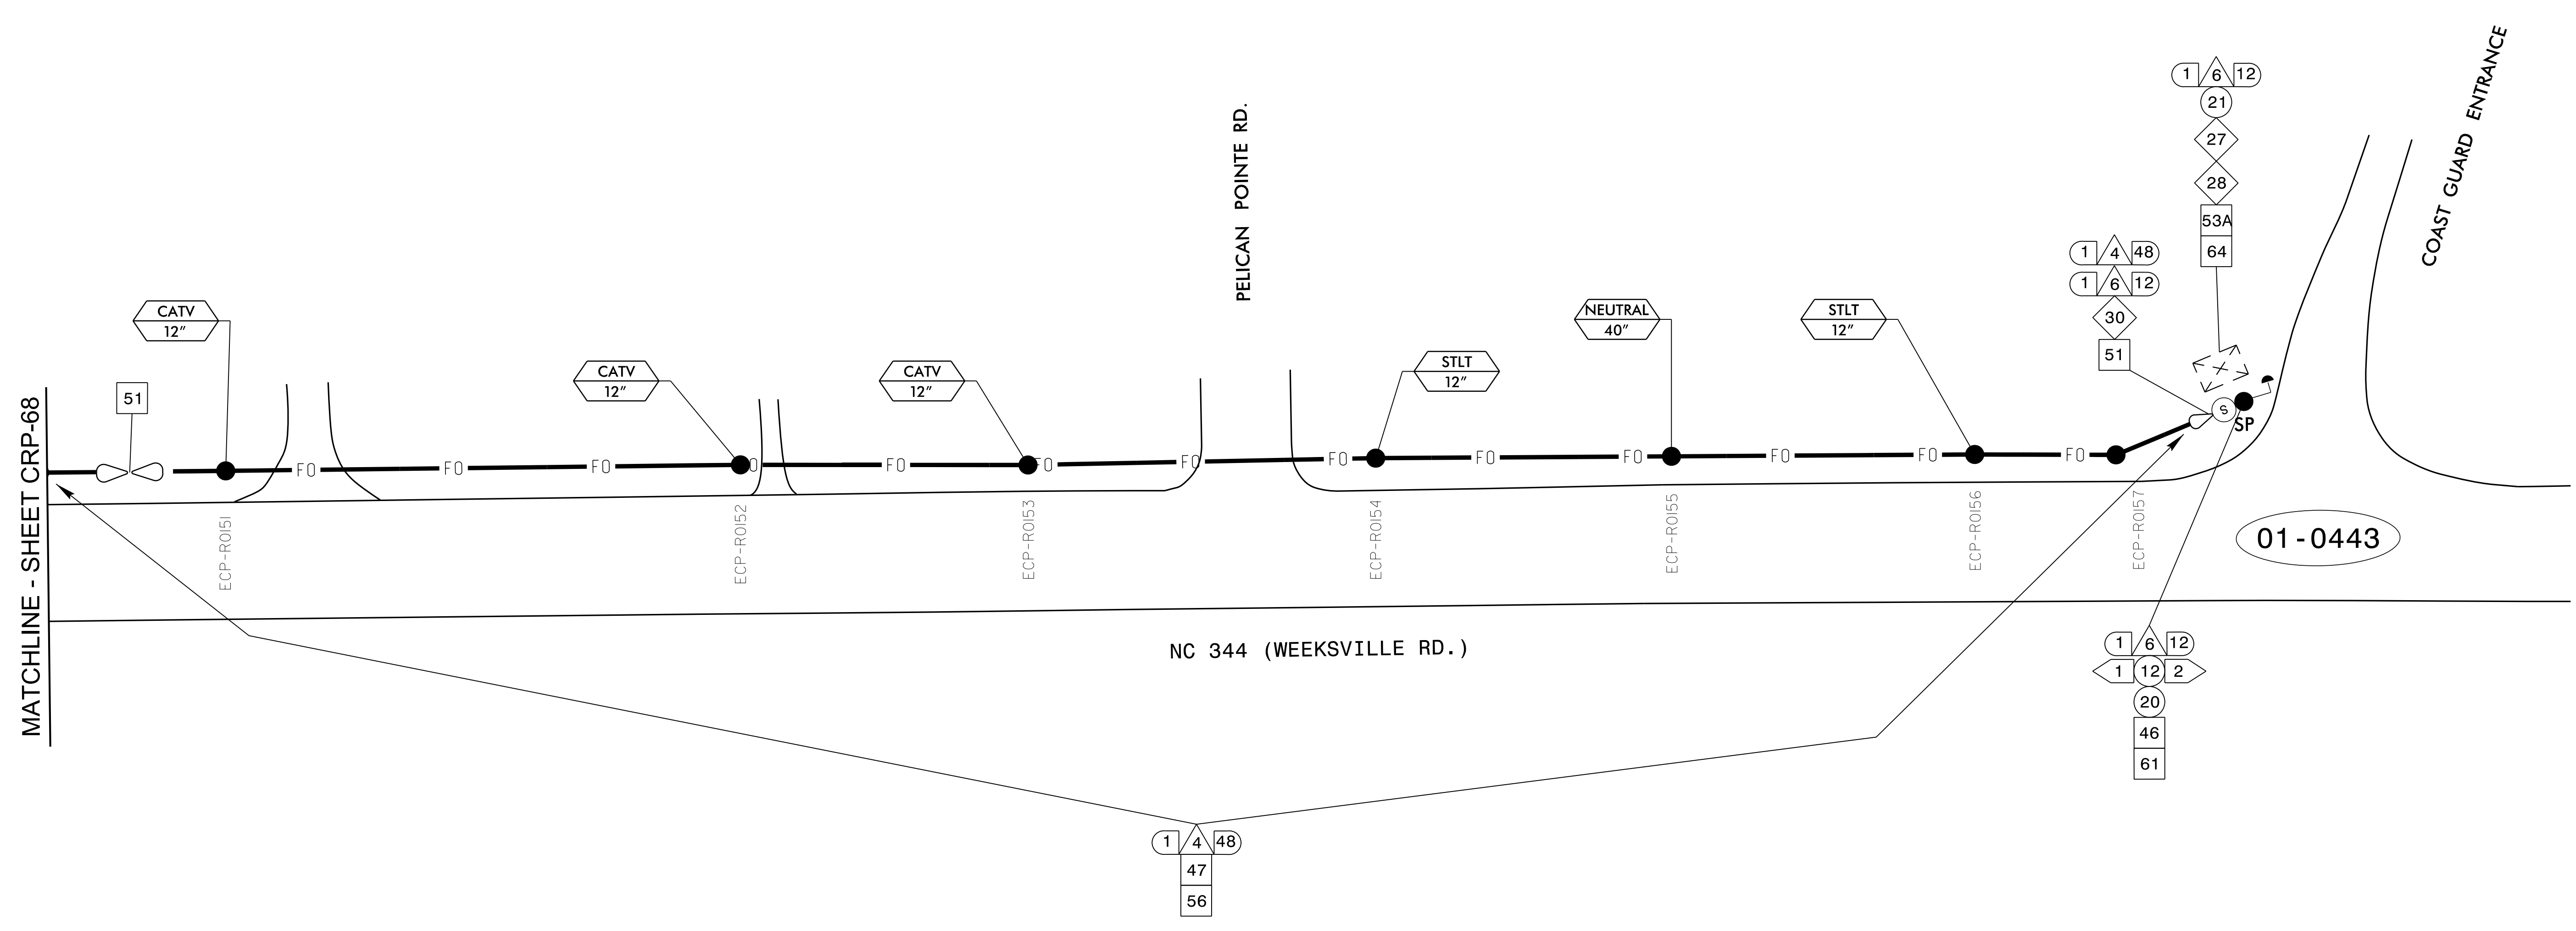 COAST GUARD ENTRANCE
1 6 12
21
27
28
53A
64
PELICAN POINTE RD.
1 4 48
1 6 12
30
51
CATV
12"
NEUTRAL
40"
STLT
12"
CATV
12"
CATV
12"
STLT
12"
51
MATCHLINE - SHEET CRP-68
S
SP
FO FO FO O FO FO FO FO FO FO FO FO FO
ECP-R0151
ECP-R0152
ECP-R0153
ECP-R0154
ECP-R0155
ECP-R0156
ECP-R0157
01-0443
NC 344 (WEEKSVILLE RD.)
1 6 12
1 12 2
20
46
61
1 4 48
47
56